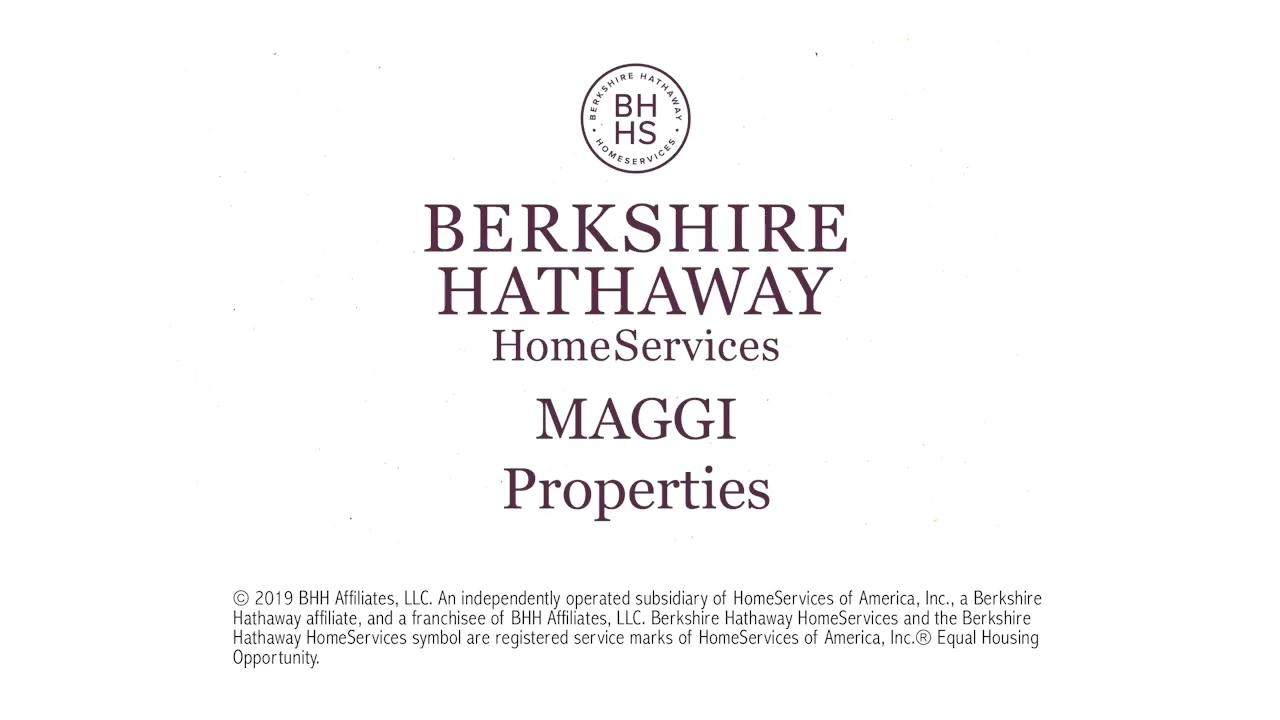 BERKSHIRE HATHAWAY
BH
HS
• HOMESERVICES •
BERKSHIRE
HATHAWAY
HomeServices
MAGGI
Properties
© 2019 BHH Affiliates, LLC. An independently operated subsidiary of HomeServices of America, Inc., a Berkshire
Hathaway affiliate, and a franchisee of BHH Affiliates, LLC. Berkshire Hathaway HomeServices and the Berkshire
Hathaway HomeServices symbol are registered service marks of HomeServices of America, Inc.® Equal Housing
Opportunity.